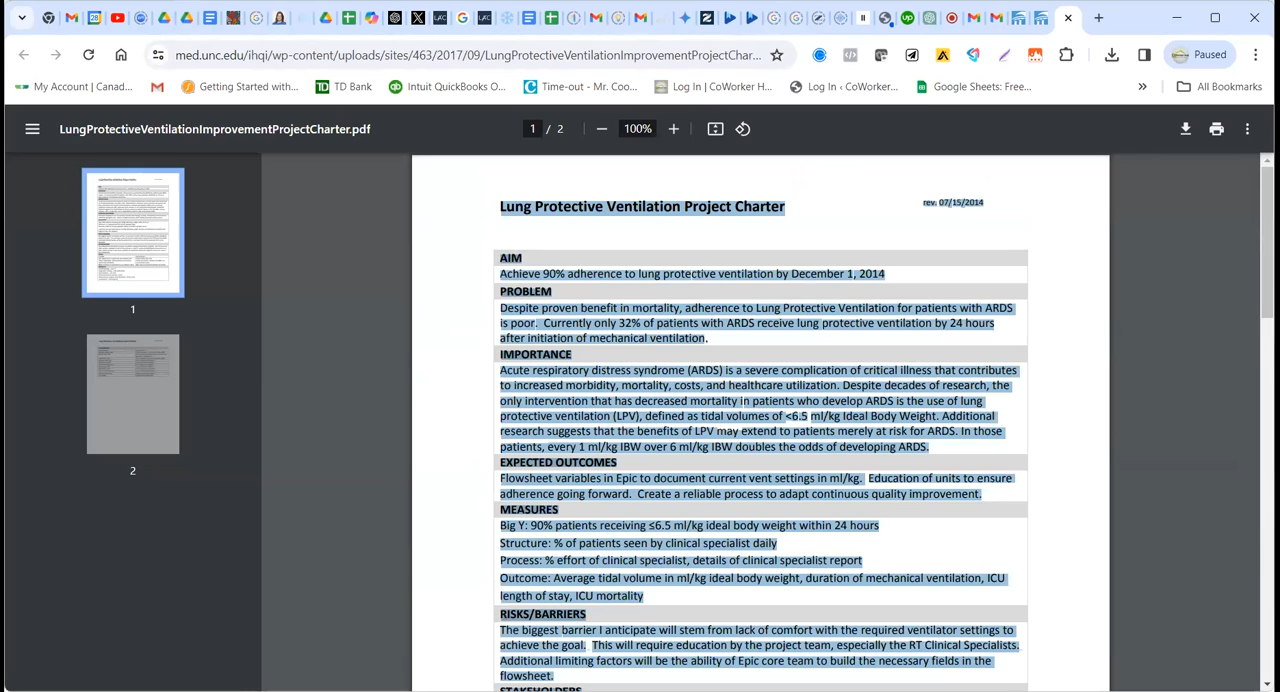 Paused
med.unc.edu/ihqi/wp-content/uploads/sites/463/2017/09/LungProtectiveVentilationImprovementProjectCharter.p...
My Account | Canad...
Getting Started with...
TD Bank
Intuit QuickBooks O...
Time-out - Mr. Coo...
Log In | CoWorker H...
Log In ‹ CoWorker...
Google Sheets: Free...
All Bookmarks
LungProtectiveVentilationImprovementProjectCharter.pdf
1 / 2
100%
1
2
Lung Protective Ventilation Project Charter
rev: 07/15/2014
AIM
Achieve 90% adherence to lung protective ventilation by December 1, 2014
PROBLEM
Despite proven benefit in mortality, adherence to Lung Protective Ventilation for patients with ARDS
is poor. Currently only 32% of patients with ARDS receive lung protective ventilation by 24 hours
after initiation of mechanical ventilation.
IMPORTANCE
Acute respiratory distress syndrome (ARDS) is a severe complication of critical illness that contributes
to increased morbidity, mortality, costs, and healthcare utilization. Despite decades of research, the
only intervention that has decreased mortality in patients who develop ARDS is the use of lung
protective ventilation (LPV), defined as tidal volumes of <6.5 ml/kg Ideal Body Weight. Additional
research suggests that the benefits of LPV may extend to patients merely at risk for ARDS. In those
patients, every 1 ml/kg IBW over 6 ml/kg IBW doubles the odds of developing ARDS.
EXPECTED OUTCOMES
Flowsheet variables in Epic to document current vent settings in ml/kg. Education of units to ensure
adherence going forward. Create a reliable process to adapt continuous quality improvement.
MEASURES
Big Y: 90% patients receiving ≤6.5 ml/kg ideal body weight within 24 hours
Structure: % of patients seen by clinical specialist daily
Process: % effort of clinical specialist, details of clinical specialist report
Outcome: Average tidal volume in ml/kg ideal body weight, duration of mechanical ventilation, ICU
length of stay, ICU mortality
RISKS/BARRIERS
The biggest barrier I anticipate will stem from lack of comfort with the required ventilator settings to
achieve the goal. This will require education by the project team, especially the RT Clinical Specialists.
Additional limiting factors will be the ability of Epic core team to build the necessary fields in the
flowsheet.
STAKEHOLDERS